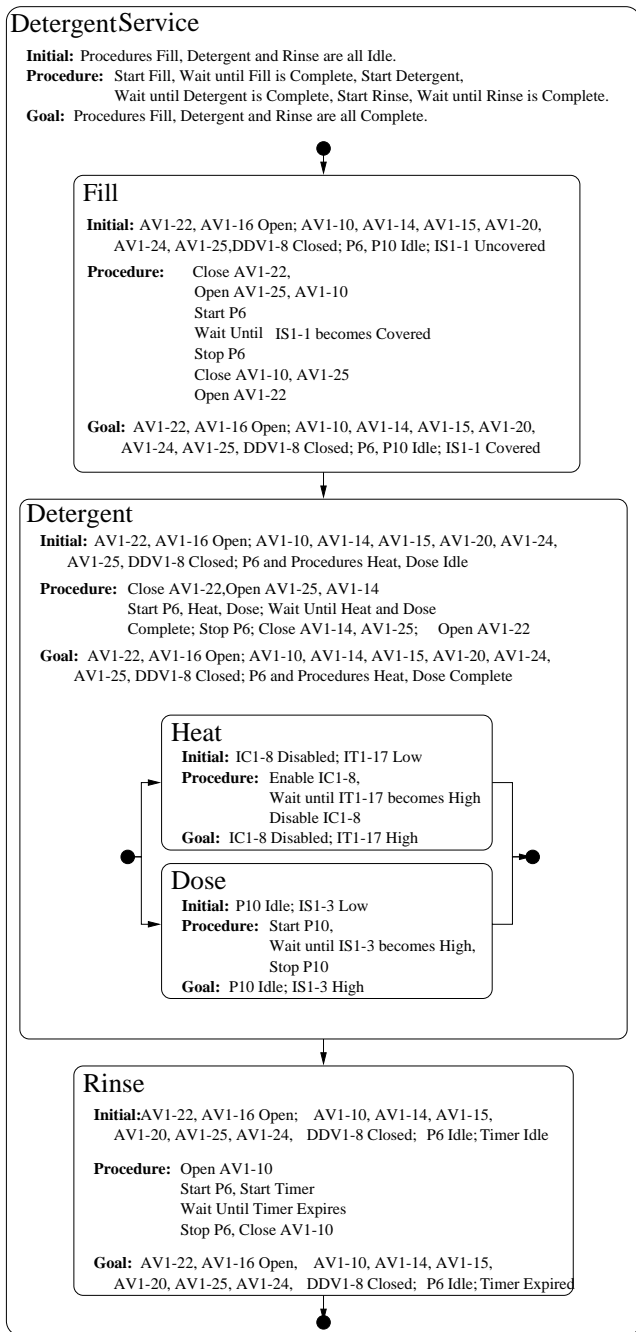 DetergentService
Initial: Procedures Fill, Detergent and Rinse are all Idle.
Procedure: Start Fill, Wait until Fill is Complete, Start Detergent,
Wait until Detergent is Complete, Start Rinse, Wait until Rinse is Complete.
Goal: Procedures Fill, Detergent and Rinse are all Complete.
Fill
Initial: AV1-22, AV1-16 Open; AV1-10, AV1-14, AV1-15, AV1-20,
AV1-24, AV1-25,DDV1-8 Closed; P6, P10 Idle; IS1-1 Uncovered
Procedure: Close AV1-22,
Open AV1-25, AV1-10
Start P6
Wait Until IS1-1 becomes Covered
Stop P6
Close AV1-10, AV1-25
Open AV1-22
Goal: AV1-22, AV1-16 Open; AV1-10, AV1-14, AV1-15, AV1-20,
AV1-24, AV1-25, DDV1-8 Closed; P6, P10 Idle; IS1-1 Covered
Detergent
Initial: AV1-22, AV1-16 Open; AV1-10, AV1-14, AV1-15, AV1-20, AV1-24,
AV1-25, DDV1-8 Closed; P6 and Procedures Heat, Dose Idle
Procedure: Close AV1-22,Open AV1-25, AV1-14
Start P6, Heat, Dose; Wait Until Heat and Dose
Complete; Stop P6; Close AV1-14, AV1-25; Open AV1-22
Goal: AV1-22, AV1-16 Open; AV1-10, AV1-14, AV1-15, AV1-20, AV1-24,
AV1-25, DDV1-8 Closed; P6 and Procedures Heat, Dose Complete
Heat
Initial: IC1-8 Disabled; IT1-17 Low
Procedure: Enable IC1-8,
Wait until IT1-17 becomes High
Disable IC1-8
Goal: IC1-8 Disabled; IT1-17 High
Dose
Initial: P10 Idle; IS1-3 Low
Procedure: Start P10,
Wait until IS1-3 becomes High,
Stop P10
Goal: P10 Idle; IS1-3 High
Rinse
Initial:AV1-22, AV1-16 Open; AV1-10, AV1-14, AV1-15,
AV1-20, AV1-25, AV1-24, DDV1-8 Closed; P6 Idle; Timer Idle
Procedure: Open AV1-10
Start P6, Start Timer
Wait Until Timer Expires
Stop P6, Close AV1-10
Goal: AV1-22, AV1-16 Open, AV1-10, AV1-14, AV1-15,
AV1-20, AV1-25, AV1-24, DDV1-8 Closed; P6 Idle; Timer Expired